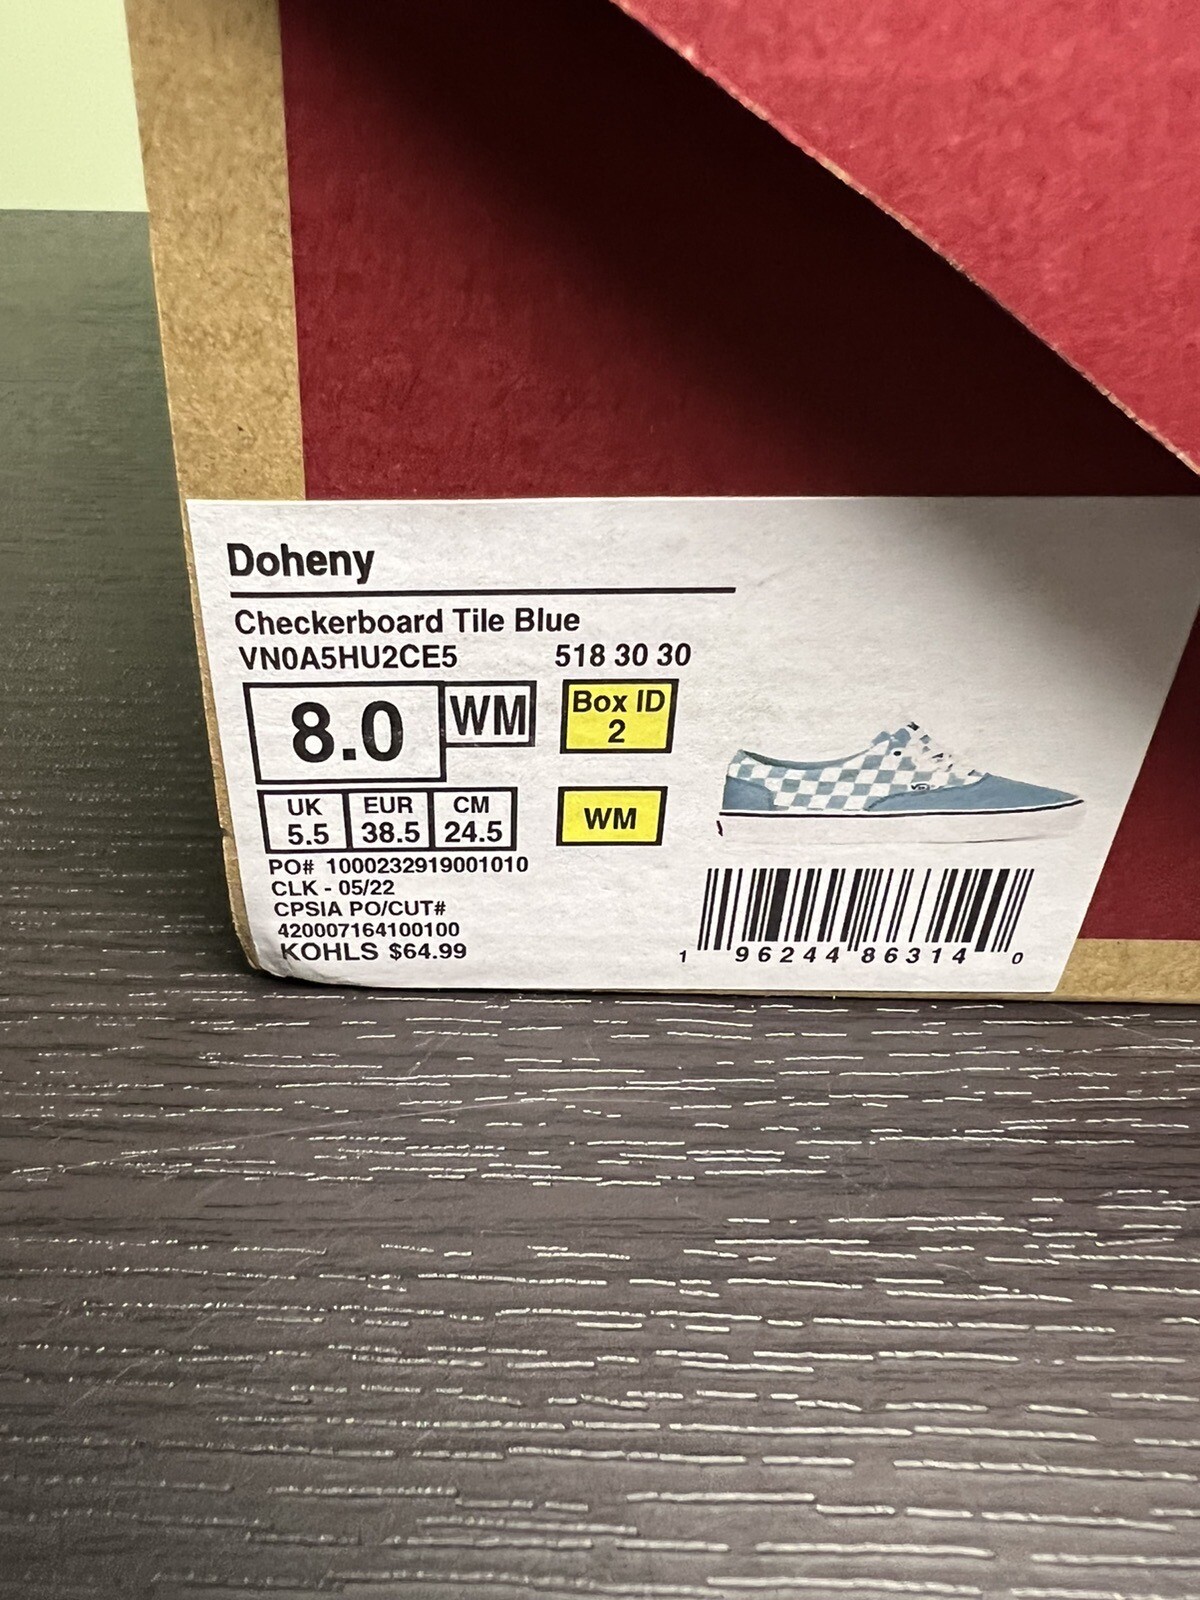 Doheny
Checkerboard Tile Blue
VN0A5HU2CE5 518 30 30
8.0 WM Box ID
2
UK EUR CM
5.5 38.5 24.5 WM
PO# 1000232919001010
CLK - 05/22
CPSIA PO/CUT#
420007164100100
KOHLS $64.99
1 96244 86314 0